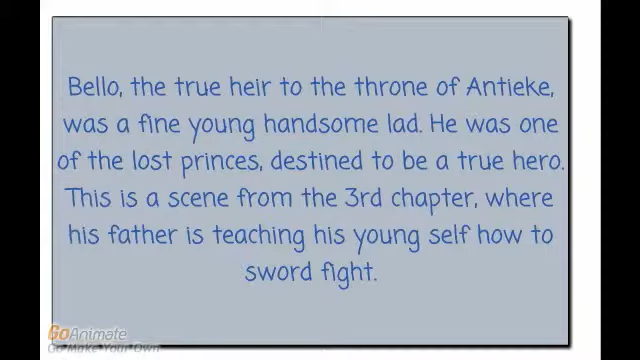 Bello, the true heir to the throne of Antieke,
was a fine young handsome lad. He was one
of the lost princes, destined to be a true hero.
This is a scene from the 3rd chapter, where
his father is teaching his young self how to
sword fight.
GoAnimate
Go Make Your Own